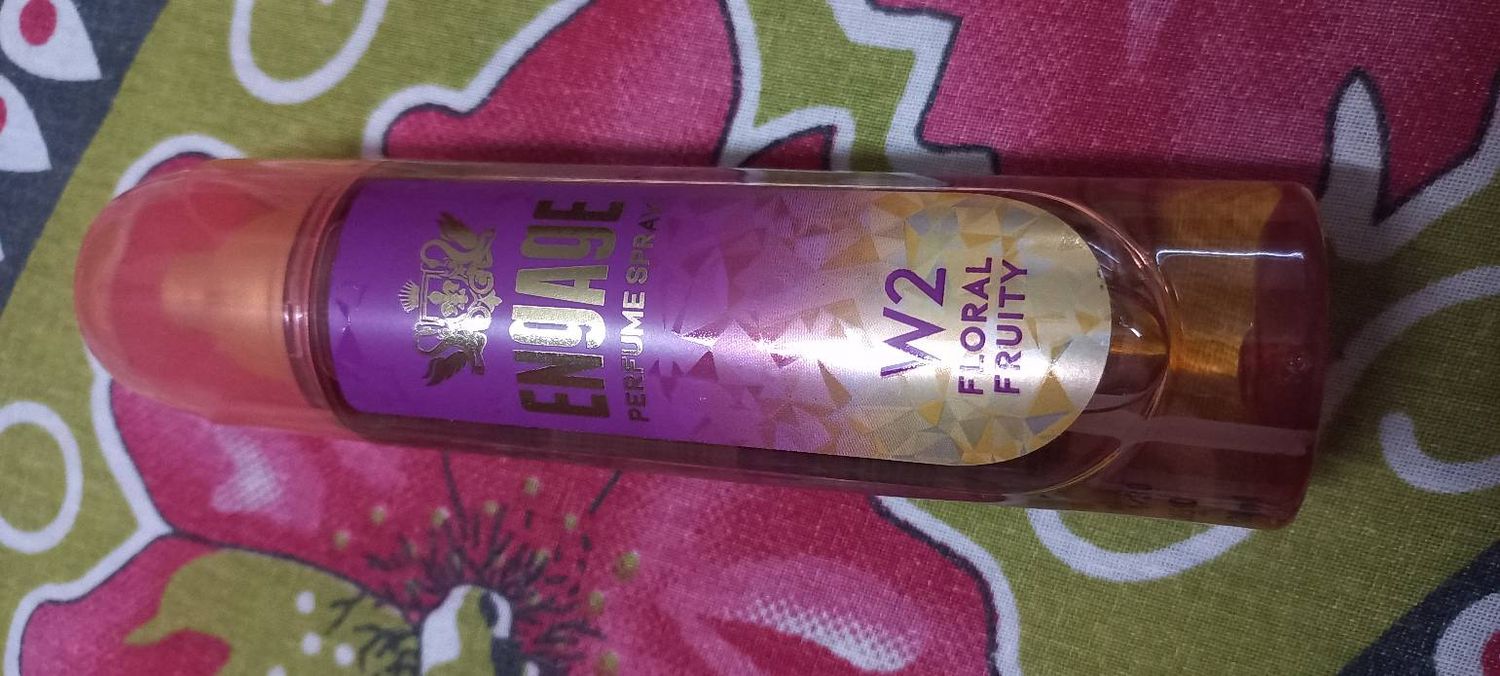 ENGAGE
PERFUME SPRAY
W2
FLORAL
FRUITY